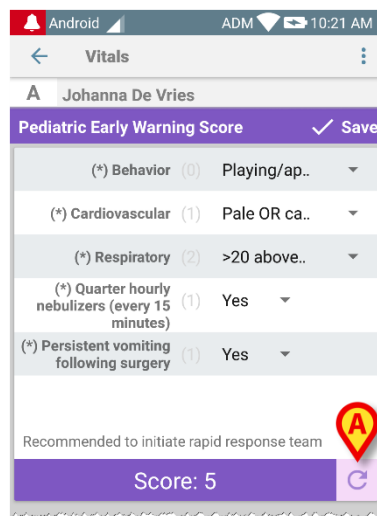 Android ADM 10:21 AM
Vitals
A Johanna De Vries
Pediatric Early Warning Score Save
(*) Behavior (0) Playing/ap..
(*) Cardiovascular (1) Pale OR ca..
(*) Respiratory (2) >20 above..
(*) Quarter hourly
nebulizers (every 15 (1) Yes
minutes)
(*) Persistent vomiting
following surgery (1) Yes
A
Recommended to initiate rapid response team
Score: 5